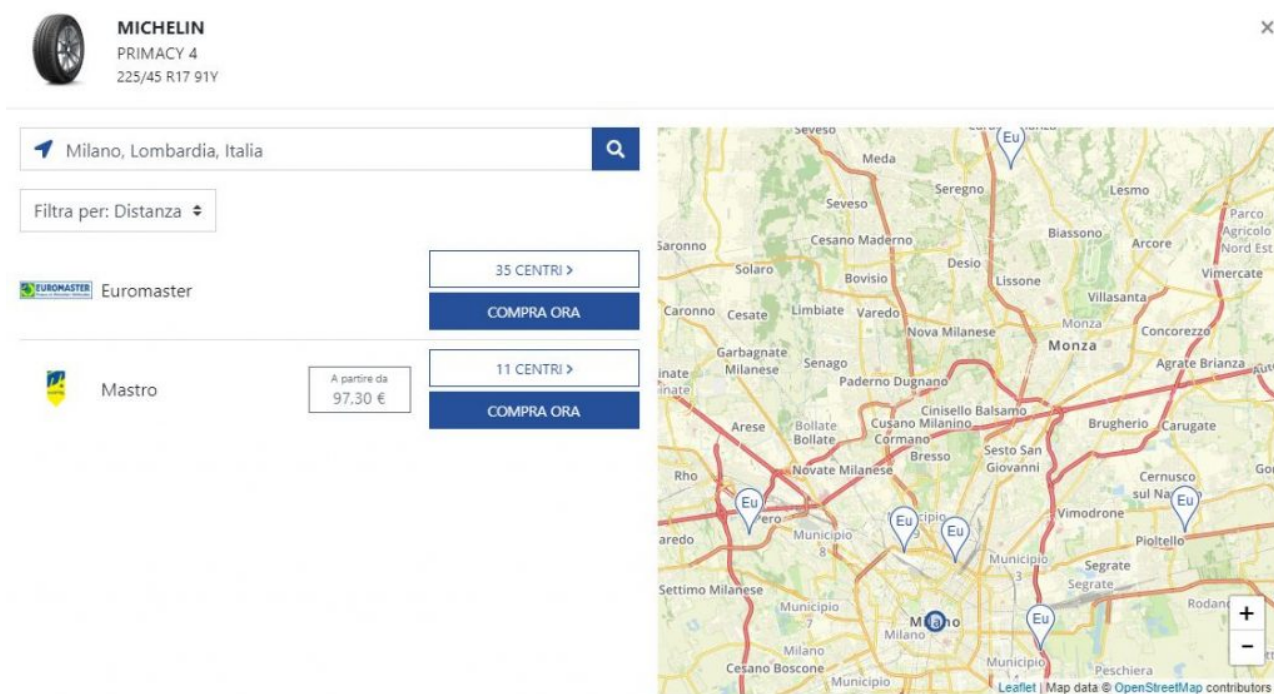 MICHELIN
PRIMACY 4
225/45 R17 91Y
×
Milano, Lombardia, Italia
Filtra per: Distanza
EUROMASTER
Euromaster
35 CENTRI >
COMPRA ORA
Mastro
A partire da
97,30 €
11 CENTRI >
COMPRA ORA
Seveso
Eu
Meda
Seregno
Lesmo
Seveso
Parco
Agricolo
Nord Est
Biassono
Arcore
Saronno
Cesano Maderno
Desio
Solaro
Bovisio
Lissone
Vimercate
Villasanta
Caronno
Cesate
Limbiate
Varedo
Nova Milanese
Monza
Concorezzo
Monza
Garbagnate
Milanese
Senago
Agrate Brianza
Paderno Dugnano
Cinisello Balsamo
Arese
Bollate
Bollate
Cusano Milanino
Cormano
Brugherio
Carugate
Bresso
Sesto San
Giovanni
Rho
Novate Milanese
Cernusco
Eu
Eu
Pero
Eu
Eu
Vimodrone
Municipio
8
9
Pioltello
Municipio
3
Segrate
Segrate
Settimo Milanese
Municipio
7
Milano
Milano
Eu
+
−
Milano
Cesano Boscone
Municipio
Municipio
Peschiera
Leaflet | Map data © OpenStreetMap contributors